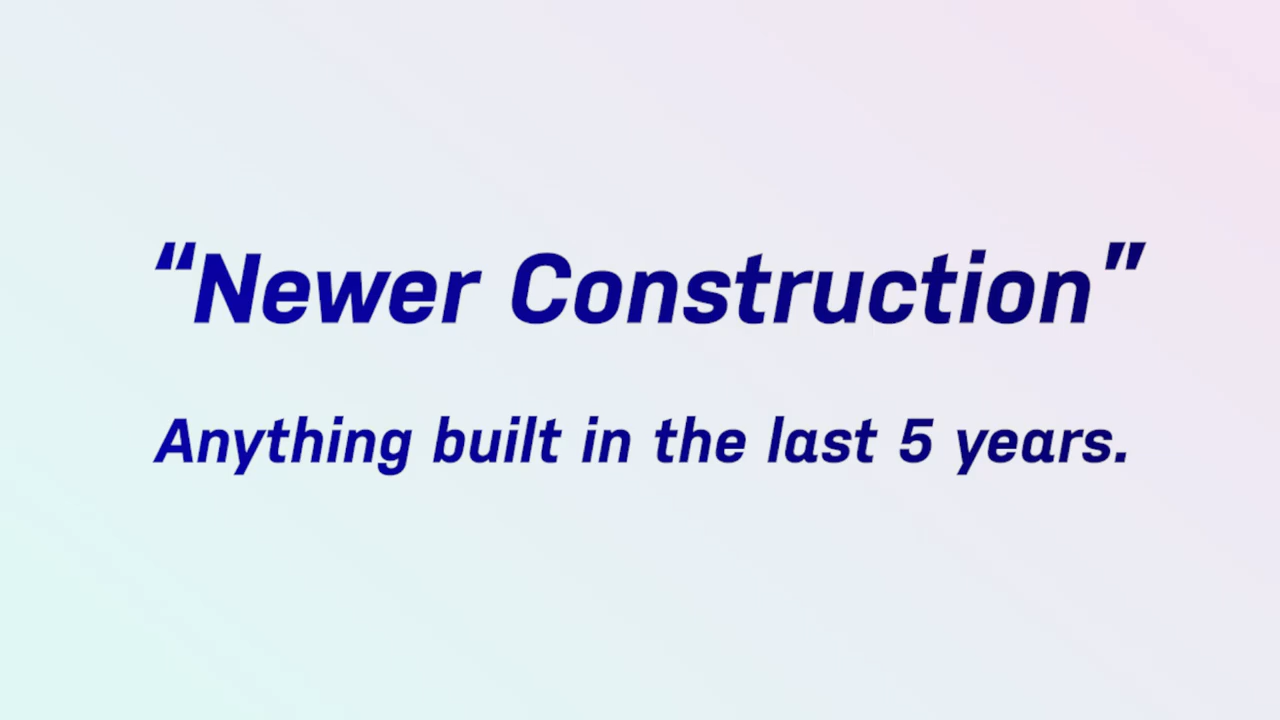 “Newer Construction”
Anything built in the last 5 years.